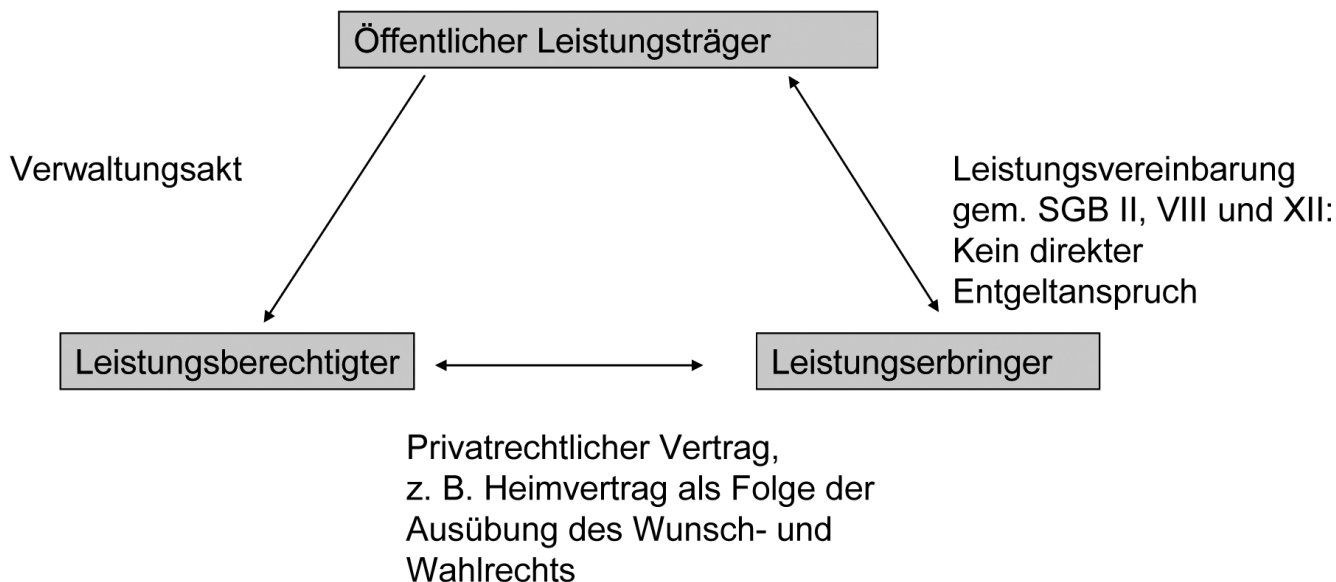 Öffentlicher Leistungsträger
Verwaltungsakt
Leistungsvereinbarung
gem. SGB II, VIII und XII:
Kein direkter
Entgeltanspruch
Leistungsberechtigter
Leistungserbringer
Privatrechtlicher Vertrag,
z. B. Heimvertrag als Folge der
Ausübung des Wunsch- und
Wahlrechts